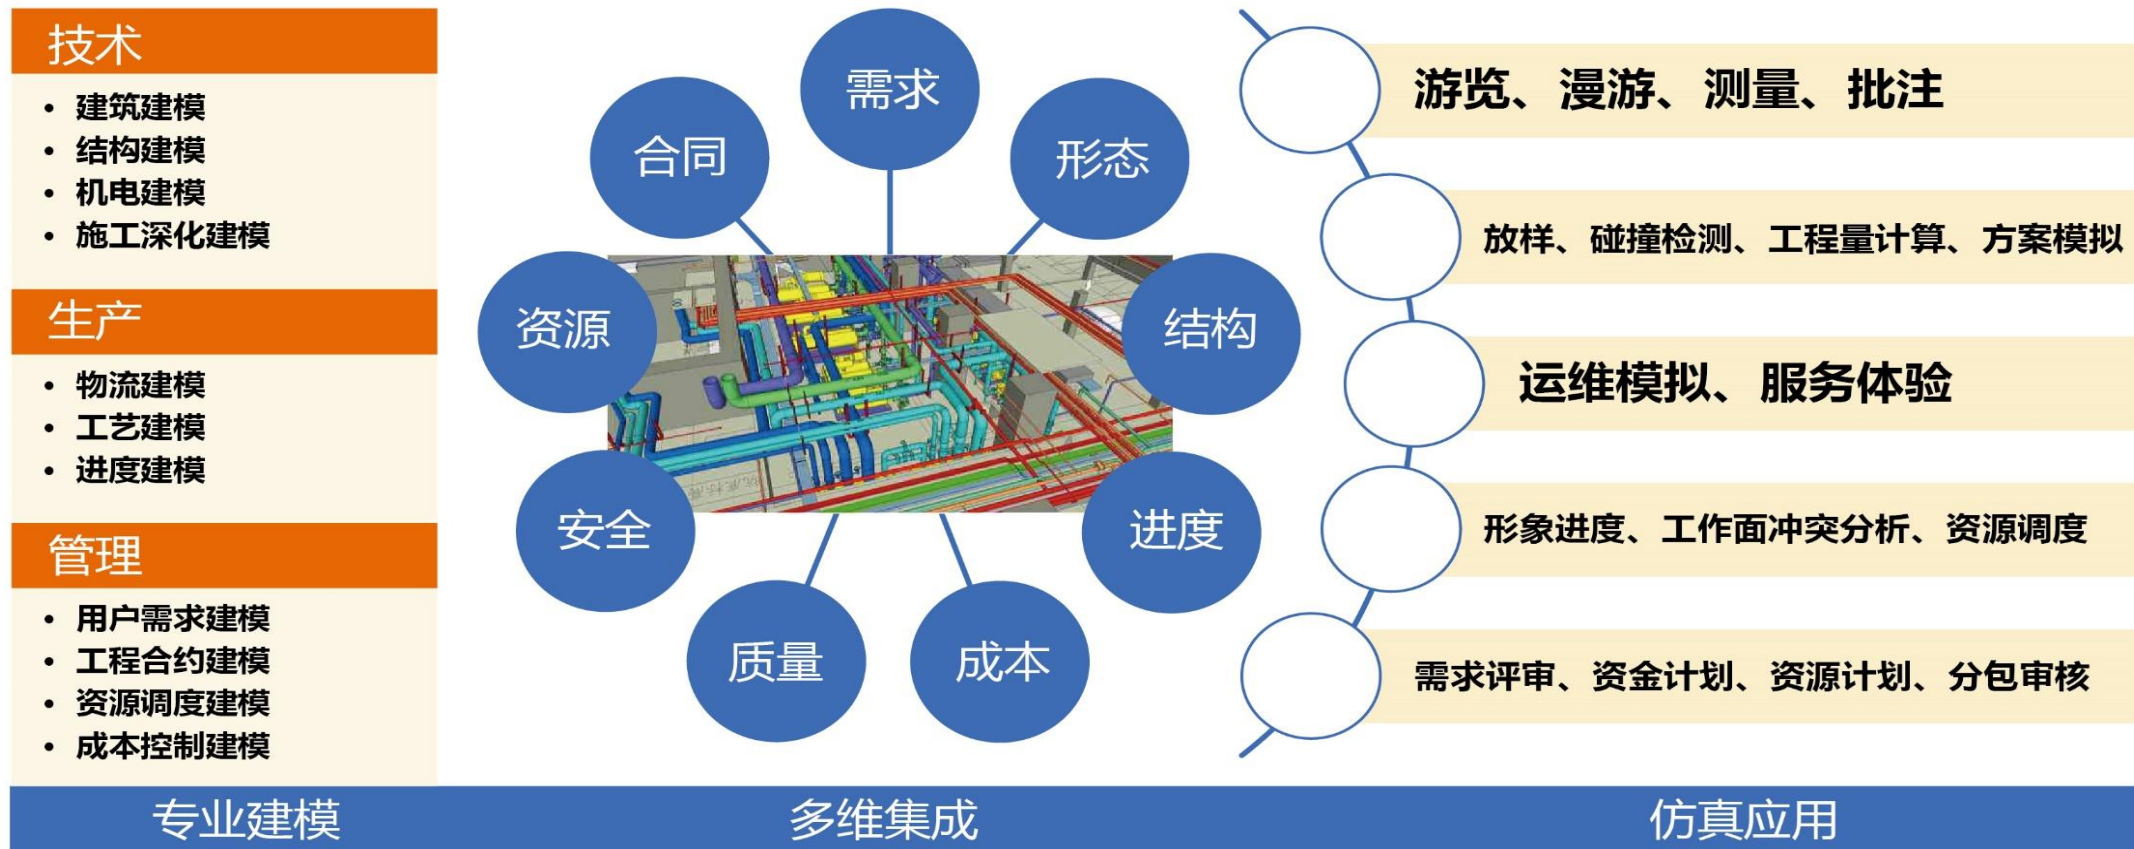 技术
• 建筑建模
• 结构建模
• 机电建模
• 施工深化建模
生产
• 物流建模
• 工艺建模
• 进度建模
管理
• 用户需求建模
• 工程合约建模
• 资源调度建模
• 成本控制建模
专业建模
需求
形态
结构
进度
成本
质量
安全
资源
合同
多维集成
游览、漫游、测量、批注
放样、碰撞检测、工程量计算、方案模拟
运维模拟、服务体验
形象进度、工作面冲突分析、资源调度
需求评审、资金计划、资源计划、分包审核
仿真应用